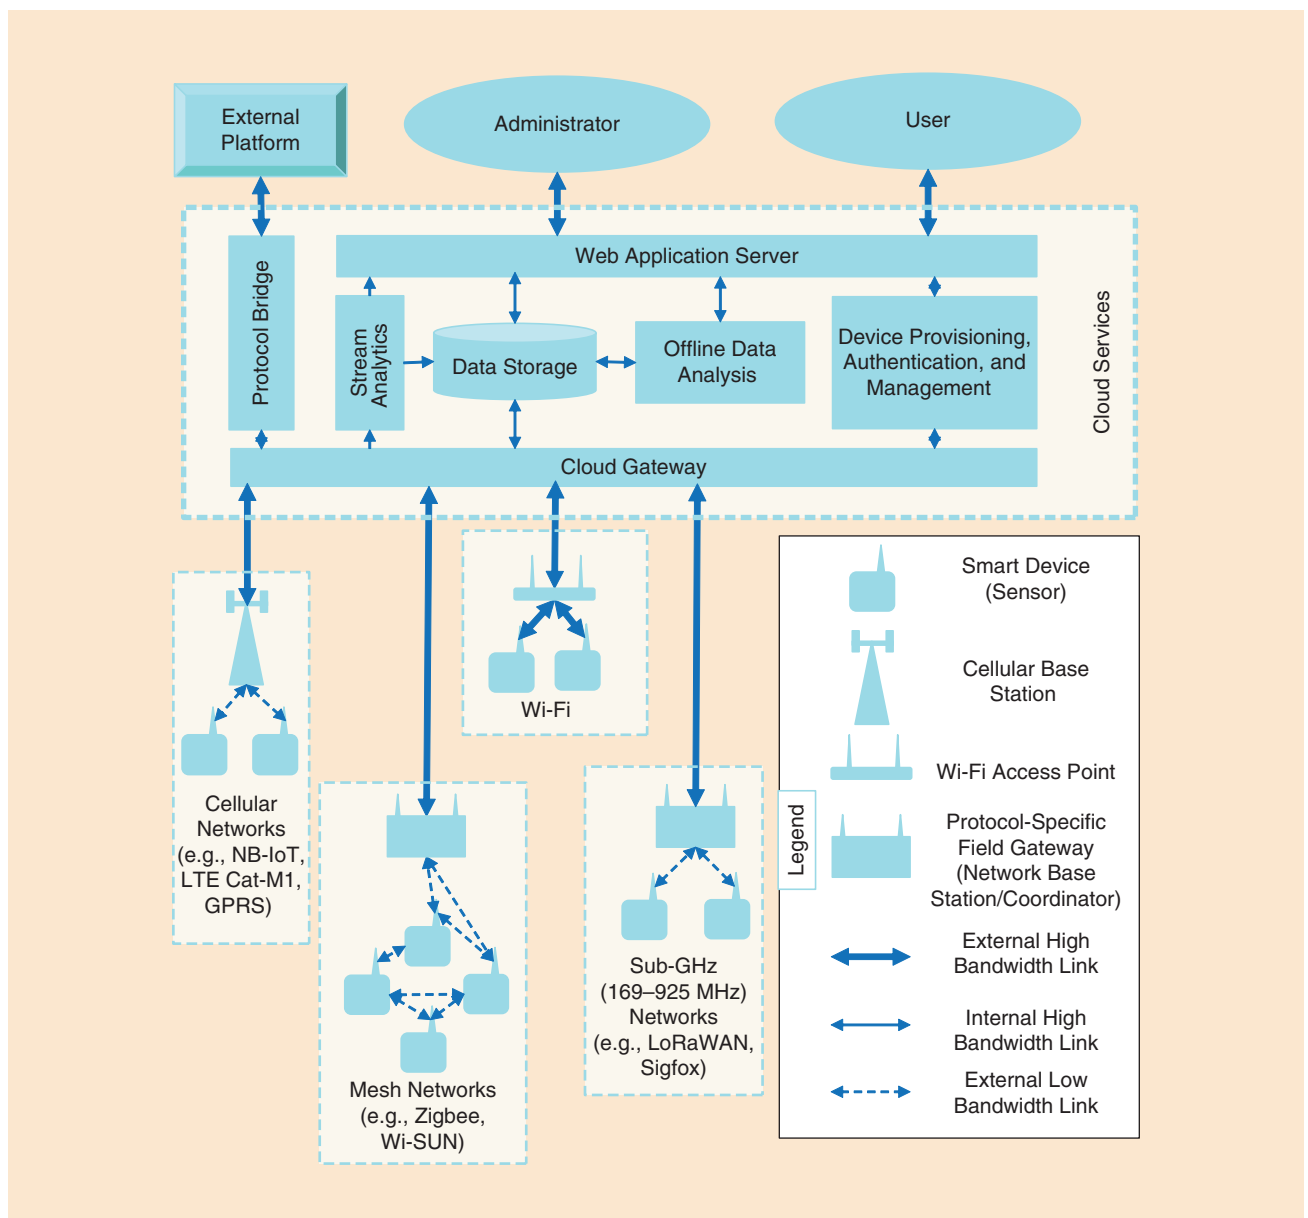 External
Platform
Administrator
User
Web Application Server
Protocol Bridge
Stream
Analytics
Data Storage
Offline Data
Analysis
Device Provisioning,
Authentication, and
Management
Cloud Services
Cloud Gateway
Cellular
Networks
(e.g., NB-IoT,
LTE Cat-M1,
GPRS)
Mesh Networks
(e.g., Zigbee,
Wi-SUN)
Wi-Fi
Sub-GHz
(169–925 MHz)
Networks
(e.g., LoRaWAN,
Sigfox)
Legend
Smart Device
(Sensor)
Cellular Base
Station
Wi-Fi Access Point
Protocol-Specific
Field Gateway
(Network Base
Station/Coordinator)
External High
Bandwidth Link
Internal High
Bandwidth Link
External Low
Bandwidth Link